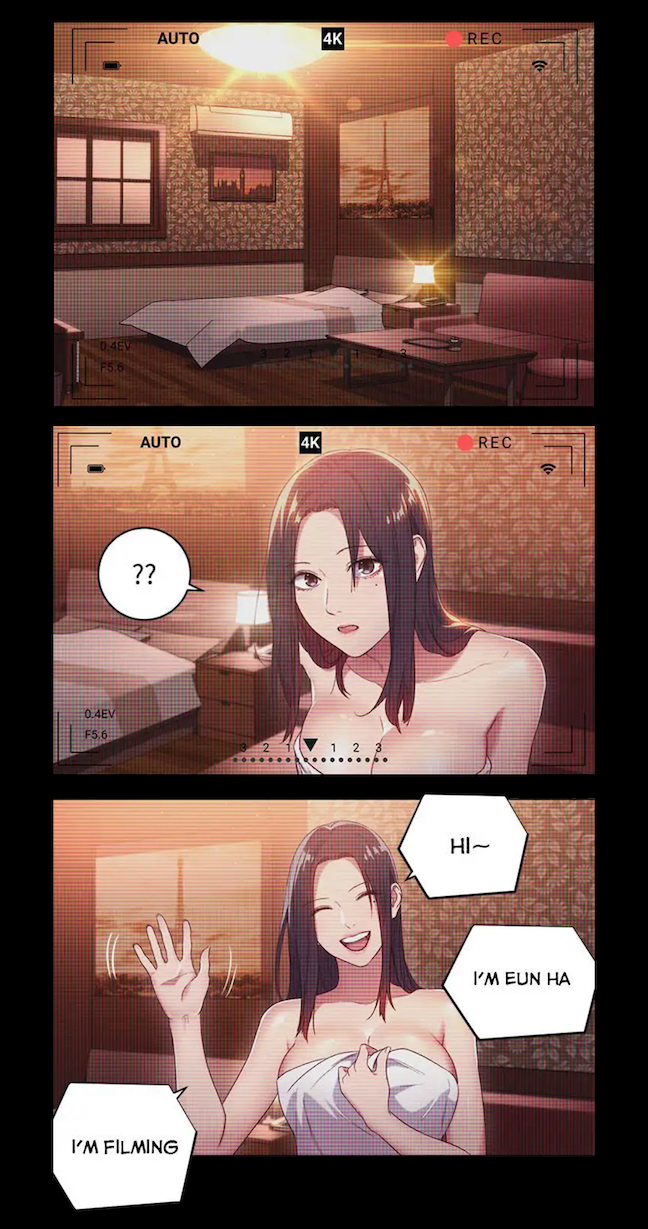 AUTO
4K
REC
0.4EV
F5.6
3 2 1 1 2 3
AUTO
4K
REC
??
0.4EV
F5.6
3 2 1 1 2 3
HI~
I'M EUN HA
I'M FILMING